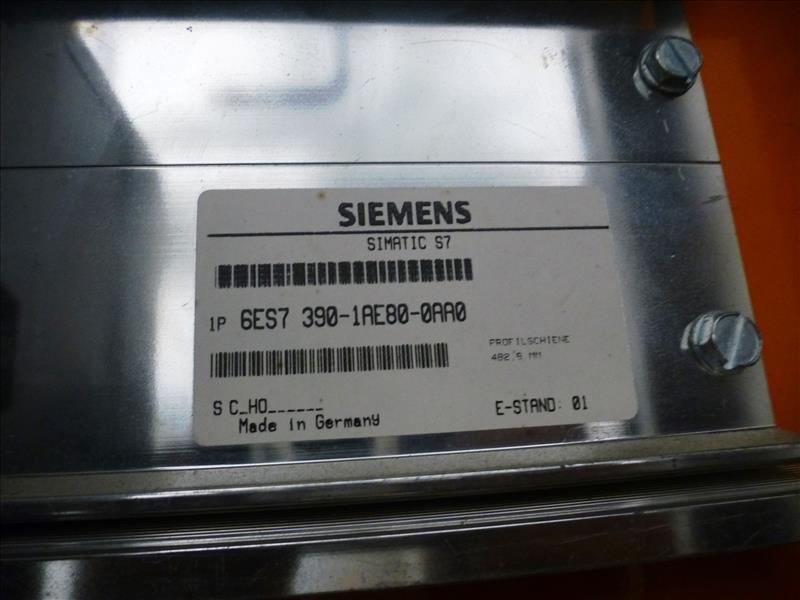 SIEMENS
SIMATIC S7
1P 6ES7 390-1AE80-0AA0
PROFILSCHIENE
482,6 MM
S C_HO______
E-STAND: 01
Made in Germany